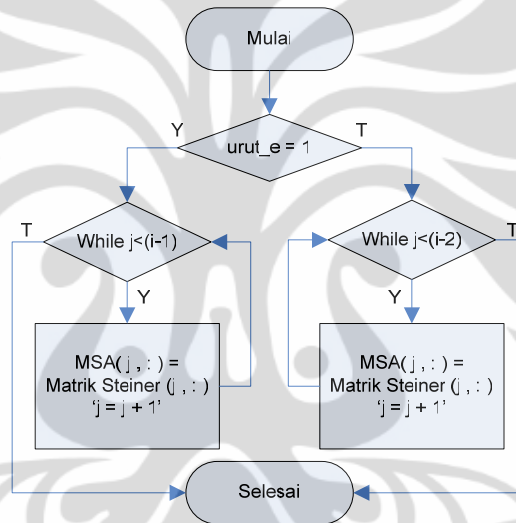 Mulai
Y
T
urut_e = 1
T
While j<(i-1)
While j<(i-2)
T
Y
Y
MSA( j , : ) =
Matrik Steiner ( j , : )
‘j = j + 1’
MSA( j , : ) =
Matrik Steiner ( j , : )
‘j = j + 1’
Selesai